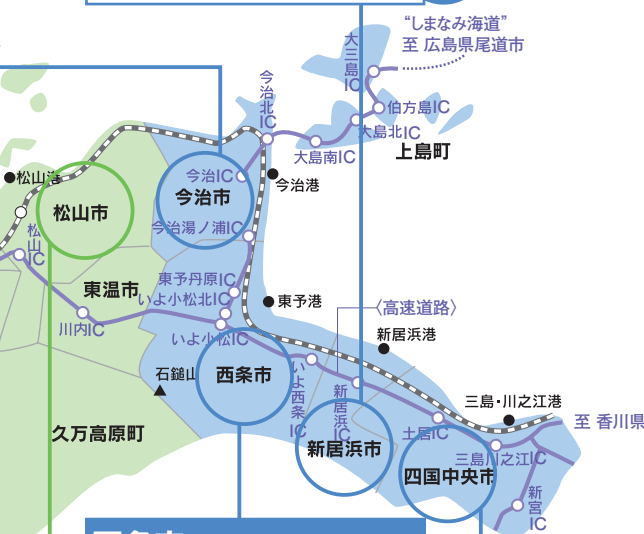 “しまなみ海道”
至 広島県尾道市
大三島IC
今治北IC
伯方島IC
大島北IC
大島南IC
上島町
松山港
今治IC
今治港
今治市
松山市
今治湯ノ浦IC
松山IC
東予丹原IC
東温市
いよ小松北IC
東予港
〈高速道路〉
川内IC
いよ小松IC
新居浜港
石鎚山
西条市
いよ西条IC
新居浜IC
三島・川之江港
至 香川県
久万高原町
土居IC
新居浜市
三島川之江IC
四国中央市
新宮IC